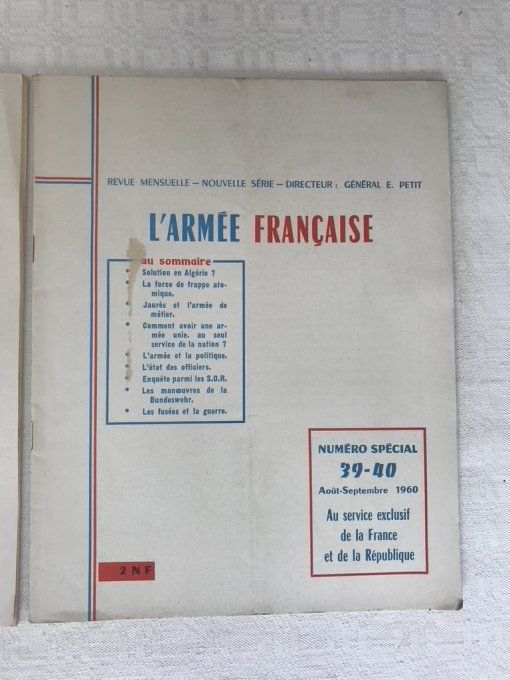 REVUE MENSUELLE — NOUVELLE SÉRIE — DIRECTEUR : GÉNÉRAL E. PETIT
L'ARMÉE FRANÇAISE
au sommaire
• Solution en Algérie ?
• La force de frappe ato-
mique.
• Jaurès et l'armée de
métier.
• Comment avoir une ar-
mée unie, au seul
service de la nation ?
• L'armée et la politique.
• L'état des officiers.
• Enquête parmi les S.O.R.
• Les manœuvres de la
Bundeswehr.
• Les fusées et la guerre.
NUMÉRO SPÉCIAL
39-40
Août-Septembre 1960
Au service exclusif
de la France
et de la République
2 NF